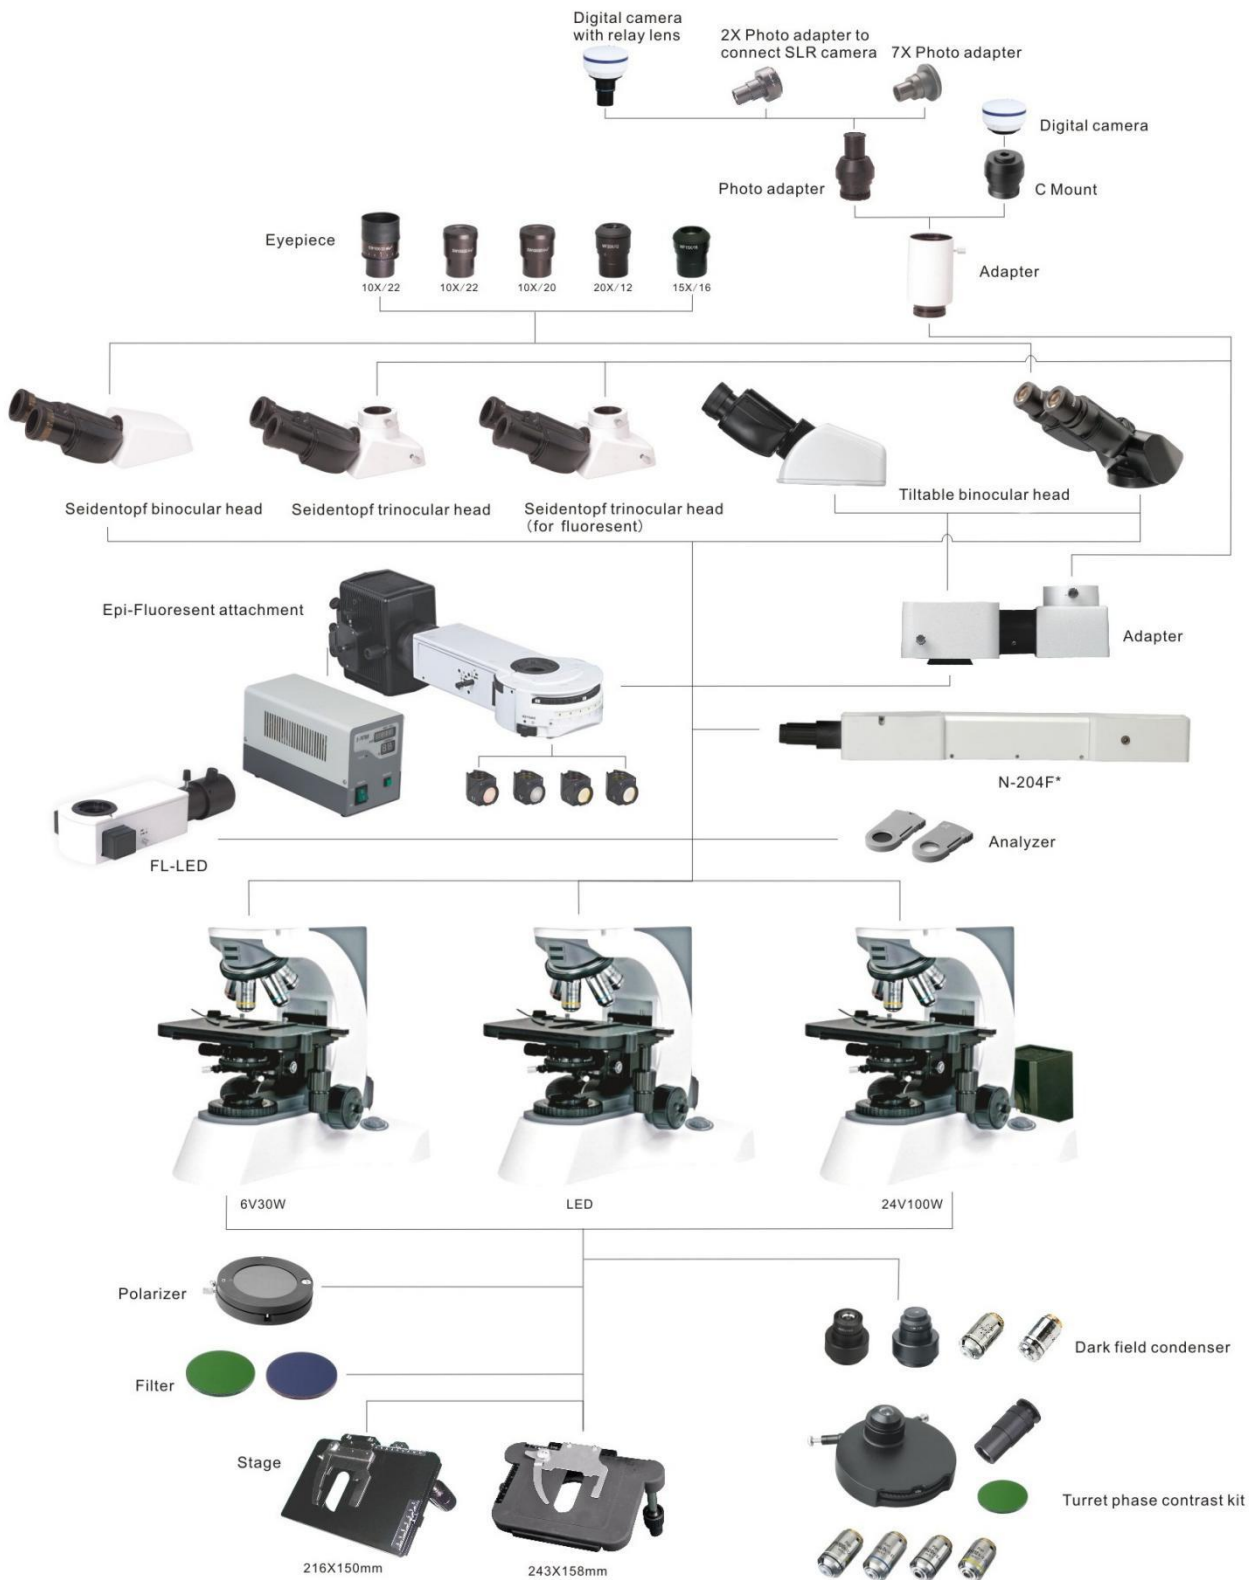 Digital camera
with relay lens
2X Photo adapter to
connect SLR camera
7X Photo adapter
Digital camera
Photo adapter
C Mount
Eyepiece
Adapter
10X/22
10X/22
10X/20
20X/12
15X/16
Seidentopf binocular head
Seidentopf trinocular head
Seidentopf trinocular head
(for fluoresent)
Tiltable binocular head
Epi-Fluoresent attachment
Adapter
N-204F*
Analyzer
FL-LED
6V30W
LED
24V100W
Polarizer
Dark field condenser
Filter
Stage
Turret phase contrast kit
216X150mm
243X158mm